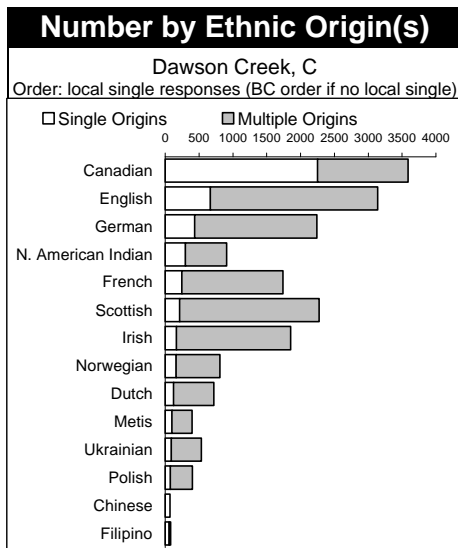 Number by Ethnic Origin(s)
Dawson Creek, C
Order: local single responses (BC order if no local single)
Single Origins Multiple Origins
0 500 1000 1500 2000 2500 3000 3500 4000
Canadian
English
German
N. American Indian
French
Scottish
Irish
Norwegian
Dutch
Metis
Ukrainian
Polish
Chinese
Filipino